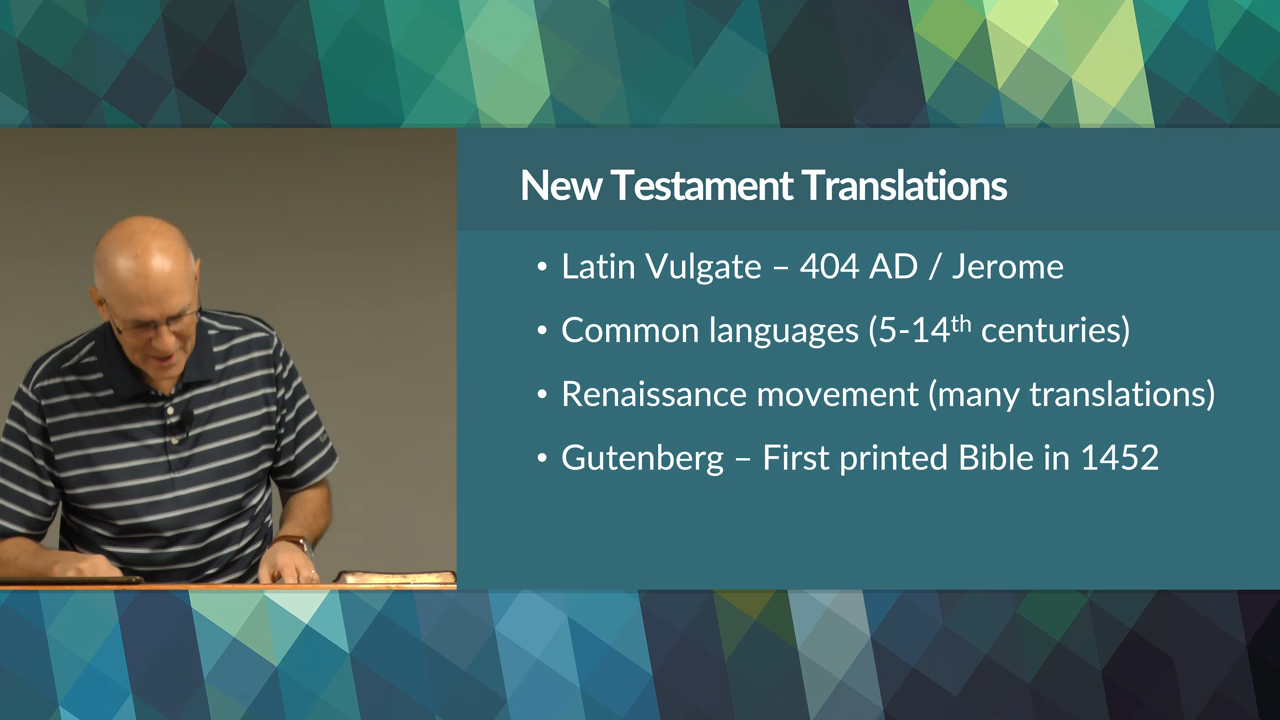 New Testament Translations
• Latin Vulgate – 404 AD / Jerome
• Common languages (5-14th centuries)
• Renaissance movement (many translations)
• Gutenberg – First printed Bible in 1452